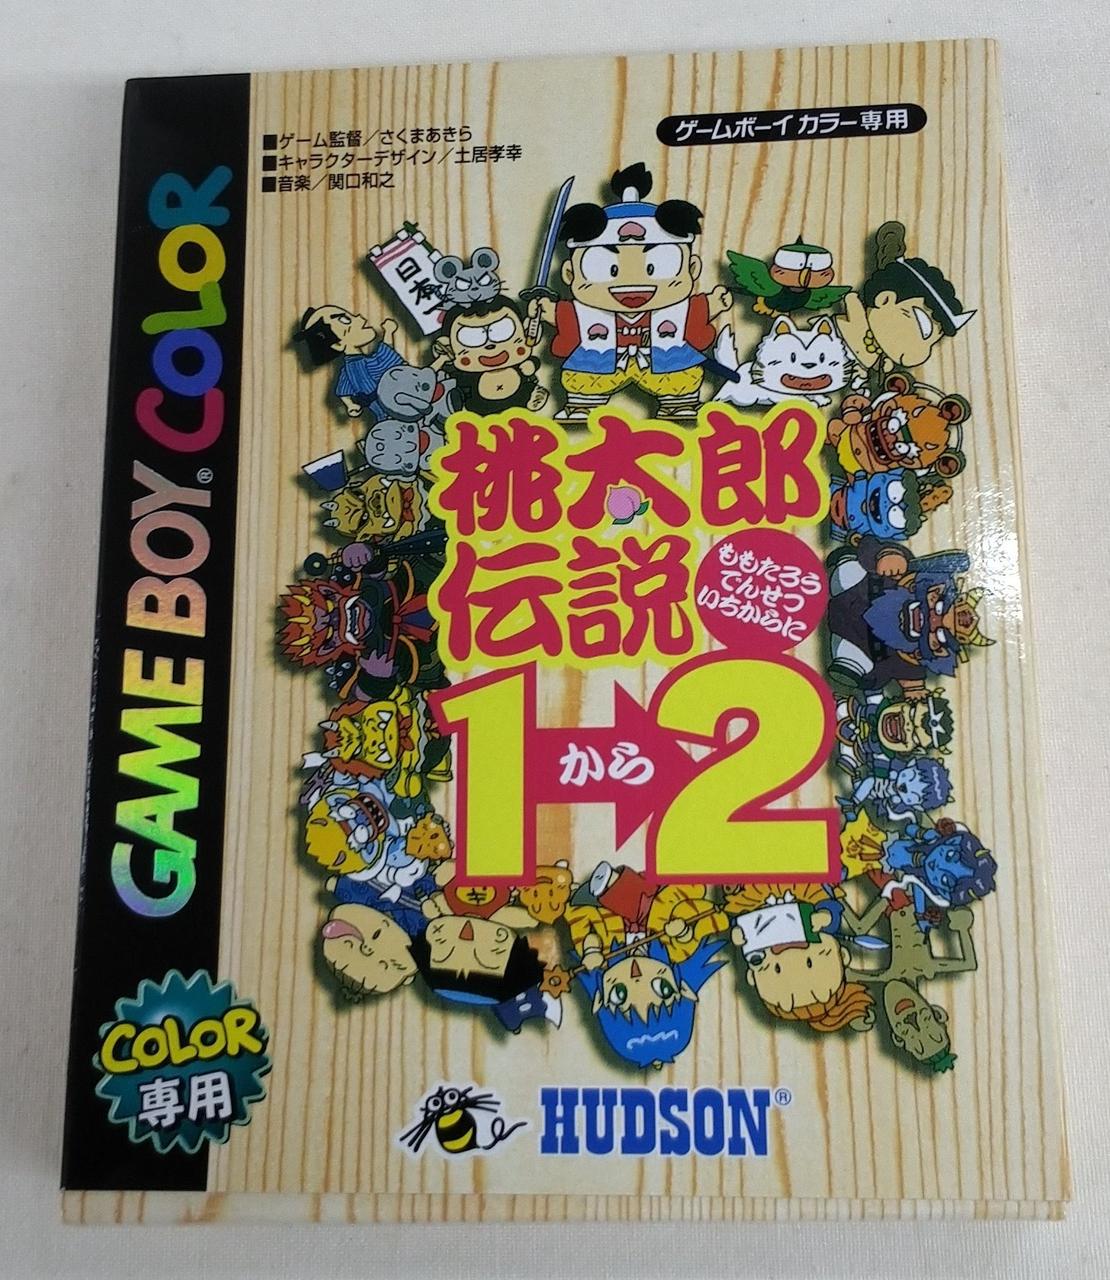 ■ゲーム監督/さくまあきら
■キャラクターデザイン/土居孝幸
■音楽/関口和之
ゲームボーイ カラー専用
GAME BOY® COLOR
日本一
桃太郎
伝説
ももたろう
でんせつ
いちからに
1から2
COLOR
専用
HUDSON®